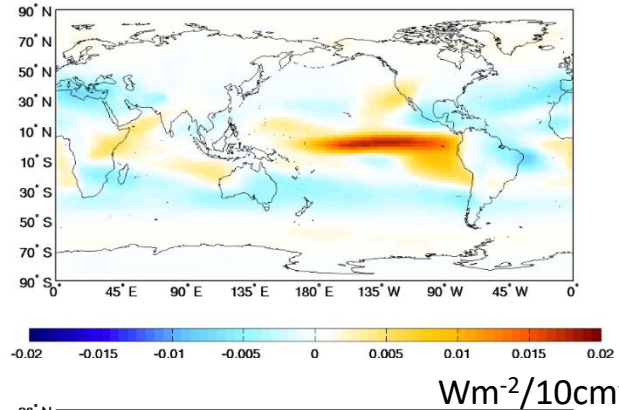 90° N
70° N
50° N
30° N
10° N
10° S
30° S
50° S
70° S
90° S
0° 45° E 90° E 135° E 180° E 135° W 90° W 45° W 0°
-0.02 -0.015 -0.01 -0.005 0 0.005 0.01 0.015 0.02
Wm⁻²/10cm